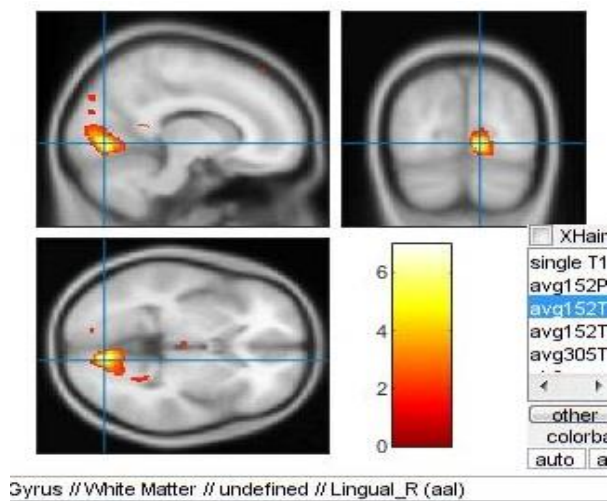 6
4
2
0
XHair
single T1
avg152P
avg152T
avg152T
avg305T
other
colorba
auto a
Gyrus // White Matter // undefined // Lingual_R (aal)